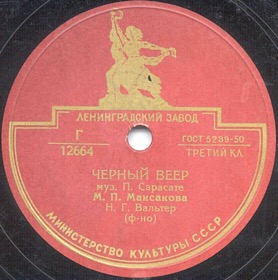 ЛЕНИНГРАДСКИЙ ЗАВОД
Г
12664
ГОСТ 5289-50
ТРЕТИЙ КЛ.
ЧЕРНЫЙ ВЕЕР
муз. П. Сарасате
М. П. Максакова
Н. Г. Вальтер
(ф-но)
МИНИСТЕРСТВО КУЛЬТУРЫ СССР